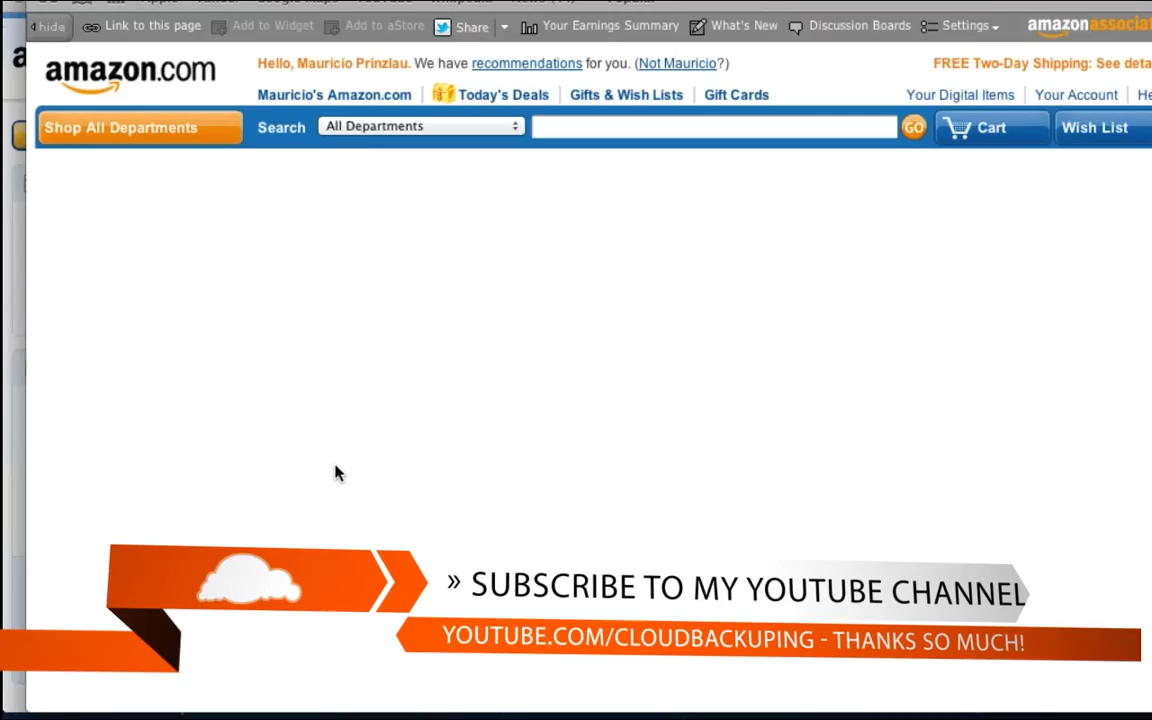 hide Link to this page Add to Widget Add to aStore Share Your Earnings Summary What's New Discussion Boards Settings amazon
amazon.com
Hello, Mauricio Prinzlau. We have recommendations for you. (Not Mauricio?) FREE Two-Day Shipping: See
Mauricio's Amazon.com Today's Deals Gifts & Wish Lists Gift Cards Your Digital Items Your Account
Shop All Departments Search All Departments GO Cart Wish List
» SUBSCRIBE TO MY YOUTUBE CHANNEL
YOUTUBE.COM/CLOUDBACKUPING - THANKS SO MUCH!